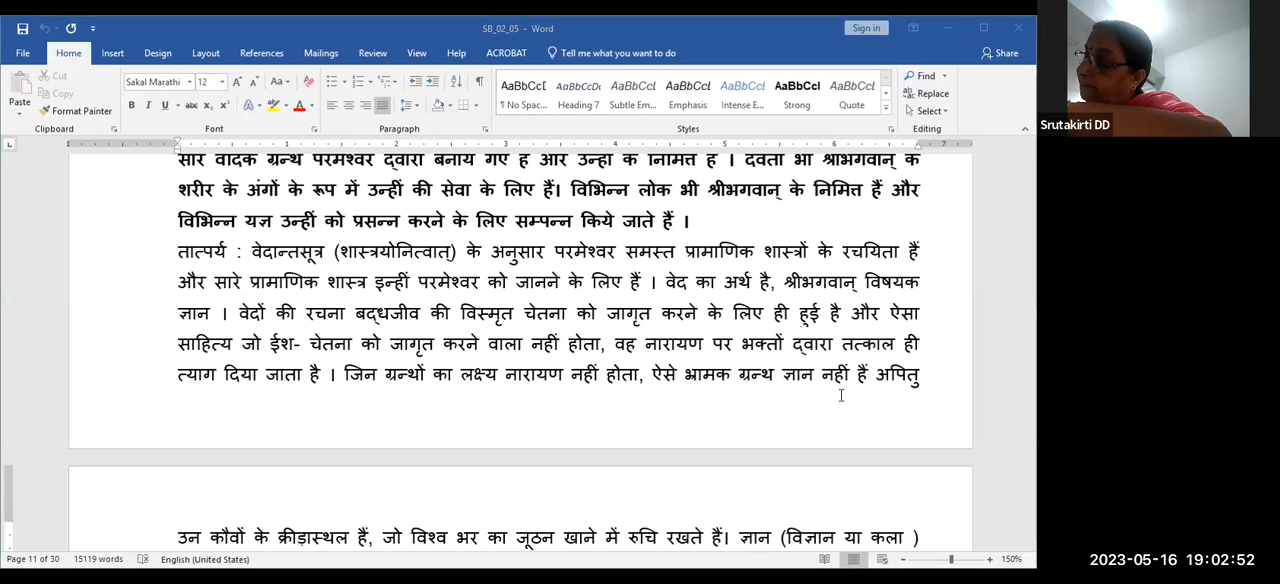 SB_02_05 - Word
Sign in
File Home Insert Design Layout References Mailings Review View Help ACROBAT Tell me what you want to do Share
Paste
Cut
Copy
Format Painter
Sakal Marathi 12
AaBbCcD AaBbCcDc AaBbCcD AaBbCcD AaBbCcD AaBbCcD AaBbCcD
¶ No Spac... Heading 7 Subtle Em... Emphasis Intense E... Strong Quote
Find
Replace
Select
Clipboard Font Paragraph Styles Editing
Srutakirti DD
सारे वैदिक ग्रन्थ परमेश्वर द्वारा बनाये गए हैं और उन्हीं के निमित्त हैं । देवता भी श्रीभगवान् के
शरीर के अंगों के रूप में उन्हीं की सेवा के लिए हैं। विभिन्न लोक भी श्रीभगवान् के निमित्त हैं और
विभिन्न यज्ञ उन्हीं को प्रसन्न करने के लिए सम्पन्न किये जाते हैं ।
तात्पर्य : वेदान्तसूत्र (शास्त्रयोनित्वात्) के अनुसार परमेश्वर समस्त प्रामाणिक शास्त्रों के रचयिता हैं
और सारे प्रामाणिक शास्त्र इन्हीं परमेश्वर को जानने के लिए हैं । वेद का अर्थ है, श्रीभगवान् विषयक
ज्ञान । वेदों की रचना बद्धजीव की विस्मृत चेतना को जागृत करने के लिए ही हुई है और ऐसा
साहित्य जो ईश- चेतना को जागृत करने वाला नहीं होता, वह नारायण पर भक्तों द्वारा तत्काल ही
त्याग दिया जाता है । जिन ग्रन्थों का लक्ष्य नारायण नहीं होता, ऐसे भ्रामक ग्रन्थ ज्ञान नहीं हैं अपितु
उन कौवों के क्रीड़ास्थल हैं, जो विश्व भर का जूठन खाने में रुचि रखते हैं। ज्ञान (विज्ञान या कला )
Page 11 of 30 15119 words English (United States) 150%
2023-05-16 19:02:52